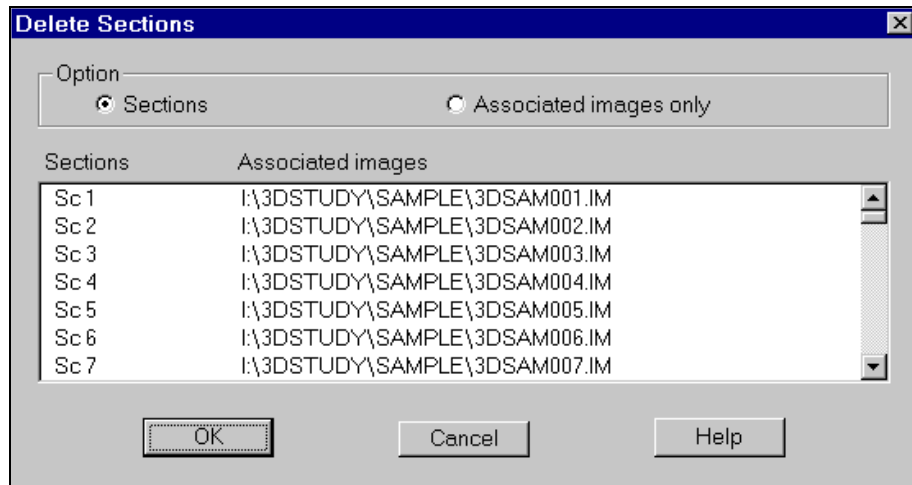 Delete Sections
Option
Sections Associated images only
Sections Associated images
Sc 1 I:\3DSTUDY\SAMPLE\3DSAM001.IM
Sc 2 I:\3DSTUDY\SAMPLE\3DSAM002.IM
Sc 3 I:\3DSTUDY\SAMPLE\3DSAM003.IM
Sc 4 I:\3DSTUDY\SAMPLE\3DSAM004.IM
Sc 5 I:\3DSTUDY\SAMPLE\3DSAM005.IM
Sc 6 I:\3DSTUDY\SAMPLE\3DSAM006.IM
Sc 7 I:\3DSTUDY\SAMPLE\3DSAM007.IM
OK Cancel Help